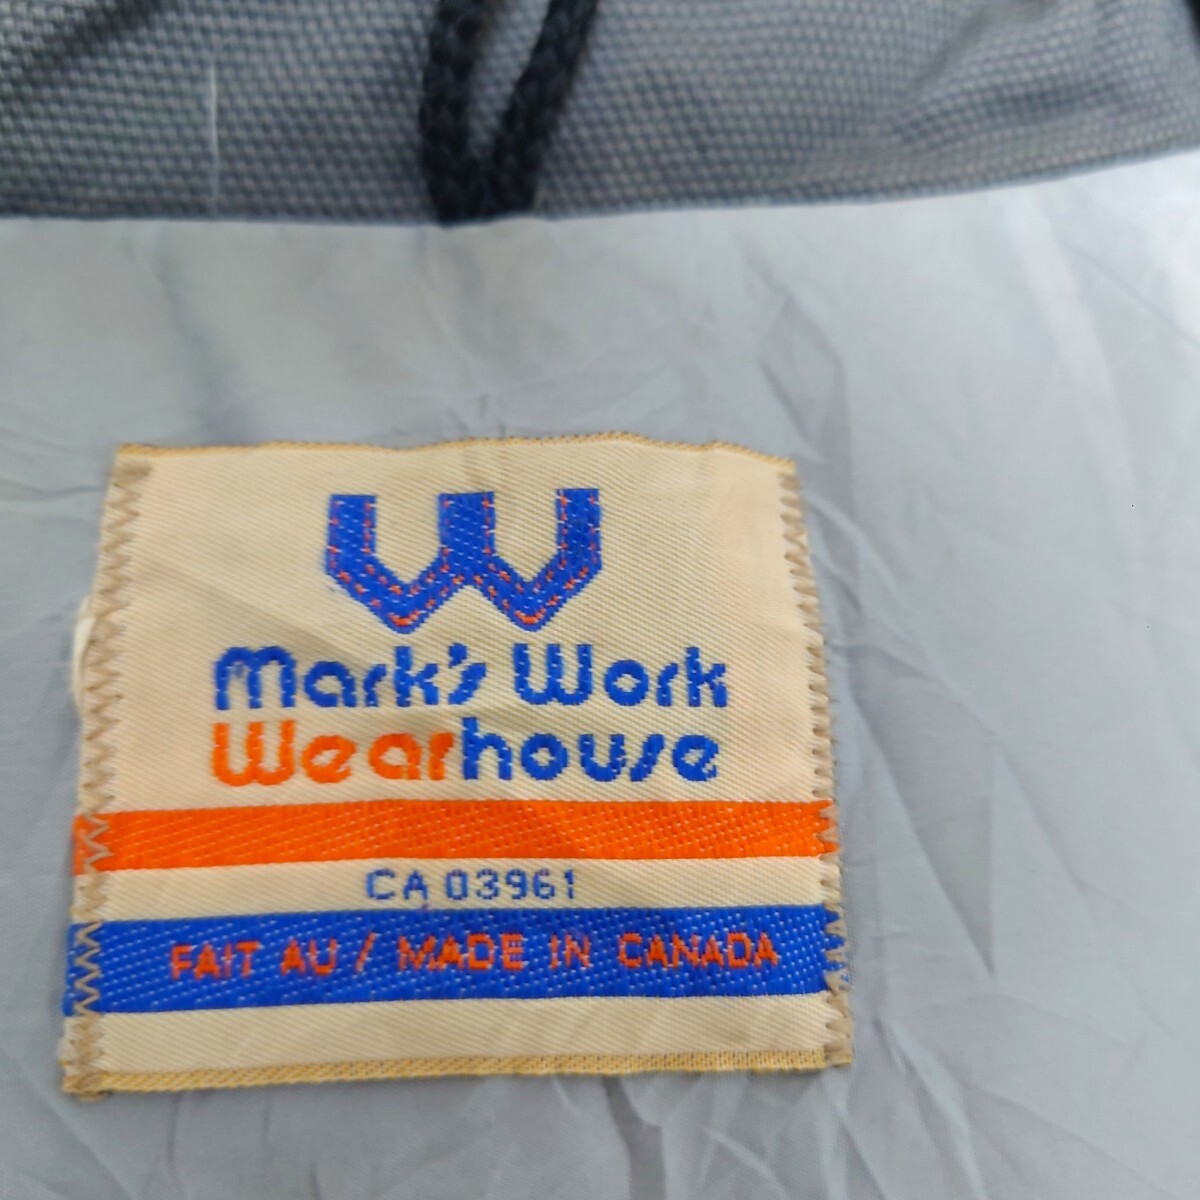 W
Mark's Work
Wearhouse
CA 03961
FAIT AU / MADE IN CANADA